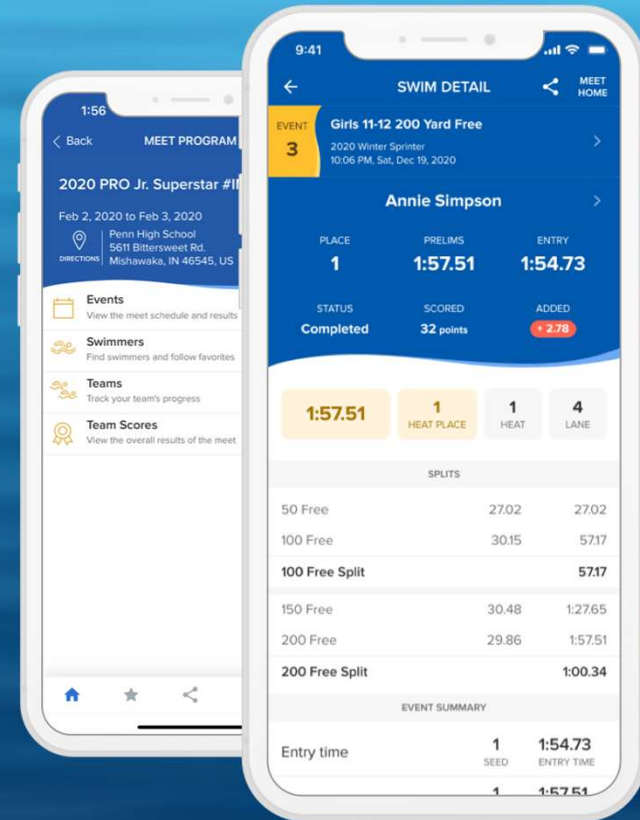 1:56
Back MEET PROGRAM
2020 PRO Jr. Superstar
Feb 2, 2020 to Feb 3, 2020
Penn High School
5611 Bittersweet Rd.
DIRECTIONS Mishawaka, IN 46545, US
Events
View the meet schedule and results
Swimmers
Find swimmers and follow favorites
Teams
Track your team's progress
Team Scores
View the overall results of the meet
9:41
SWIM DETAIL MEET HOME
EVENT
3
Girls 11-12 200 Yard Free
2020 Winter Sprinter
10:06 PM, Sat, Dec 19, 2020
Annie Simpson
PLACE PRELIMS ENTRY
1 1:57.51 1:54.73
STATUS SCORED ADDED
Completed 32 points + 2.78
1:57.51 1 1 4
HEAT PLACE HEAT LANE
SPLITS
50 Free 27.02 27.02
100 Free 30.15 57.17
100 Free Split 57.17
150 Free 30.48 1:27.65
200 Free 29.86 1:57.51
200 Free Split 1:00.34
EVENT SUMMARY
Entry time 1 1:54.73
SEED ENTRY TIME
1 1:57.51